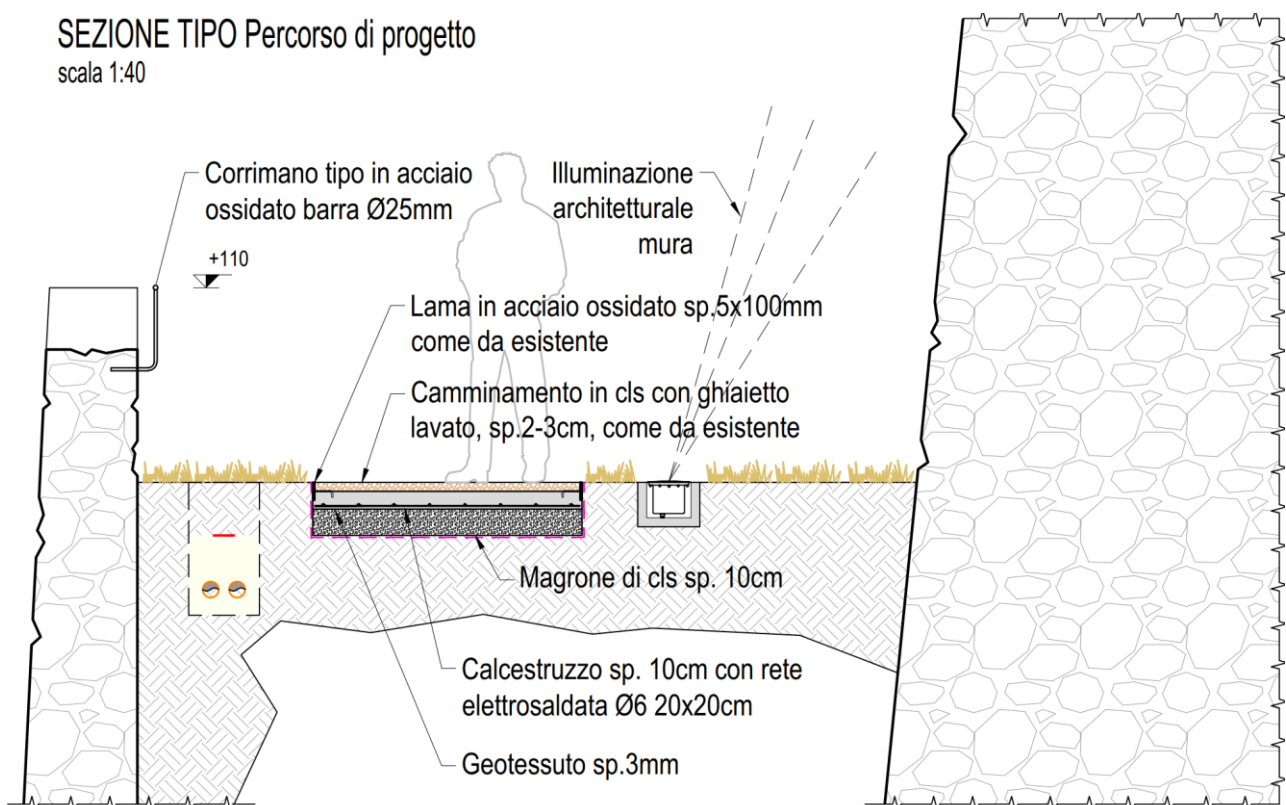 SEZIONE TIPO Percorso di progetto
scala 1:40
Corrimano tipo in acciaio
ossidato barra Ø25mm
Illuminazione
architetturale
mura
+110
Lama in acciaio ossidato sp.5x100mm
come da esistente
Camminamento in cls con ghiaietto
lavato, sp.2-3cm, come da esistente
Magrone di cls sp. 10cm
Calcestruzzo sp. 10cm con rete
elettrosaldata Ø6 20x20cm
Geotessuto sp.3mm